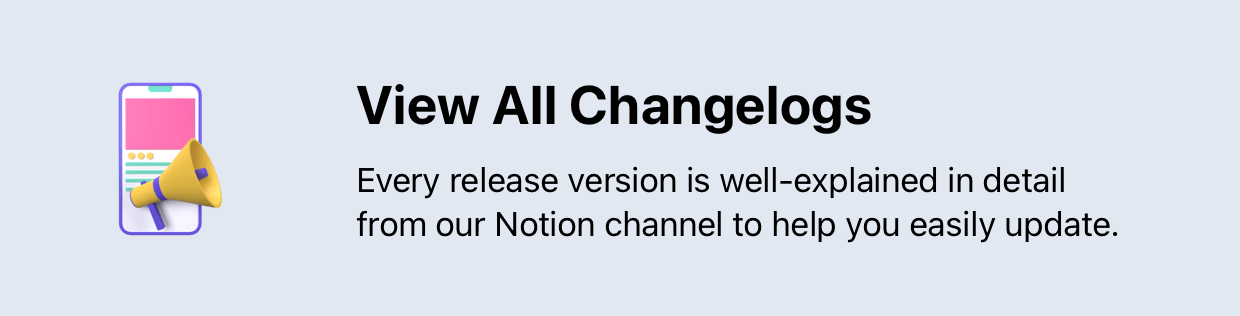 View All Changelogs
Every release version is well-explained in detail
from our Notion channel to help you easily update.